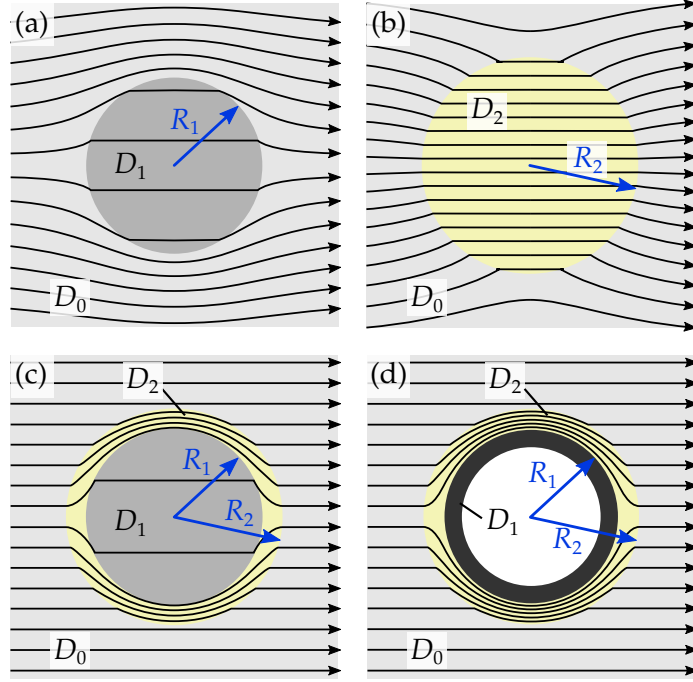 (a)
R₁
D₁
D₀
(b)
D₂
R₂
D₀
(c)
D₂
R₁
R₂
D₁
D₀
(d)
D₂
R₁
D₁
R₂
D₀